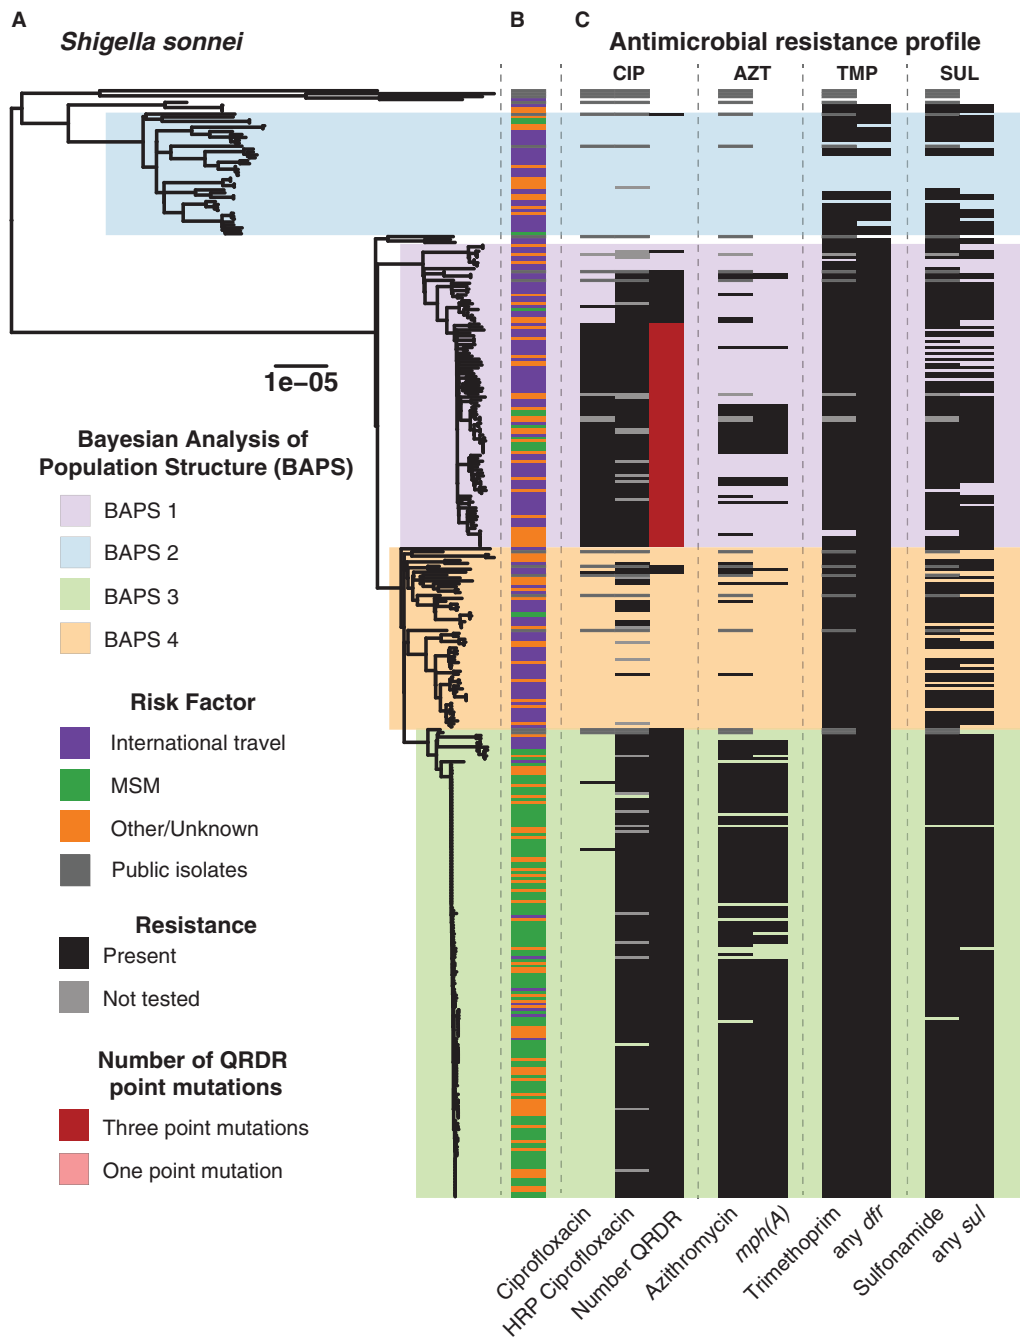 A
B
C
Shigella sonnei
Antimicrobial resistance profile
CIP
AZT
TMP
SUL
1e−05
Bayesian Analysis of
Population Structure (BAPS)
BAPS 1
BAPS 2
BAPS 3
BAPS 4
Risk Factor
International travel
MSM
Other/Unknown
Public isolates
Resistance
Present
Not tested
Number of QRDR
point mutations
Three point mutations
One point mutation
Ciprofloxacin
HRP Ciprofloxacin
Number QRDR
Azithromycin
mph(A)
Trimethoprim
any dfr
Sulfonamide
any sul